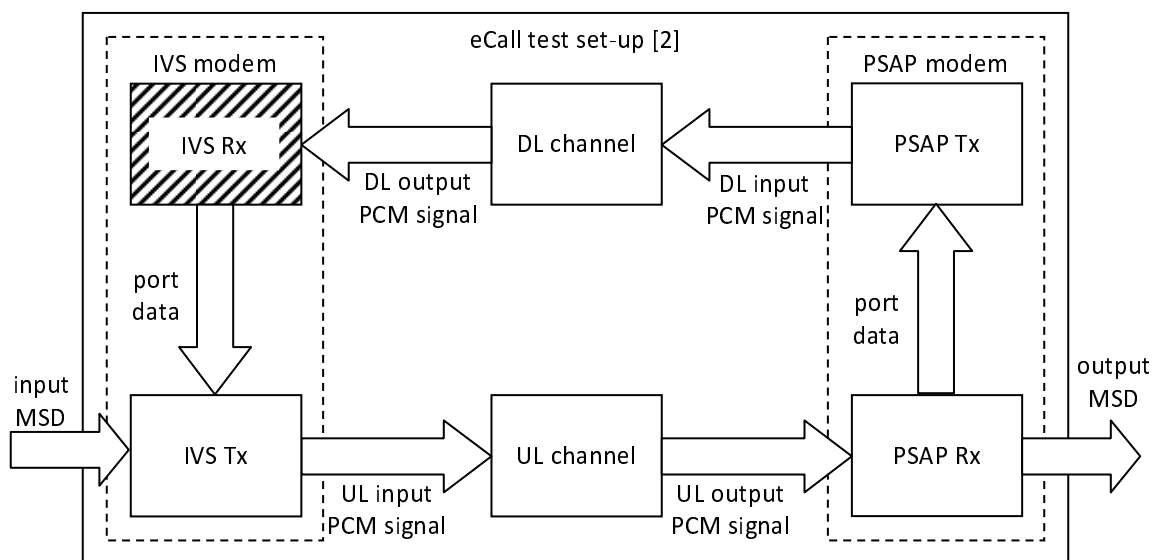 eCall test set-up [2]
IVS modem
PSAP modem
IVS Rx
DL channel
PSAP Tx
DL output
PCM signal
DL input
PCM signal
port
data
port
data
input
MSD
output
MSD
IVS Tx
UL channel
PSAP Rx
UL input
PCM signal
UL output
PCM signal